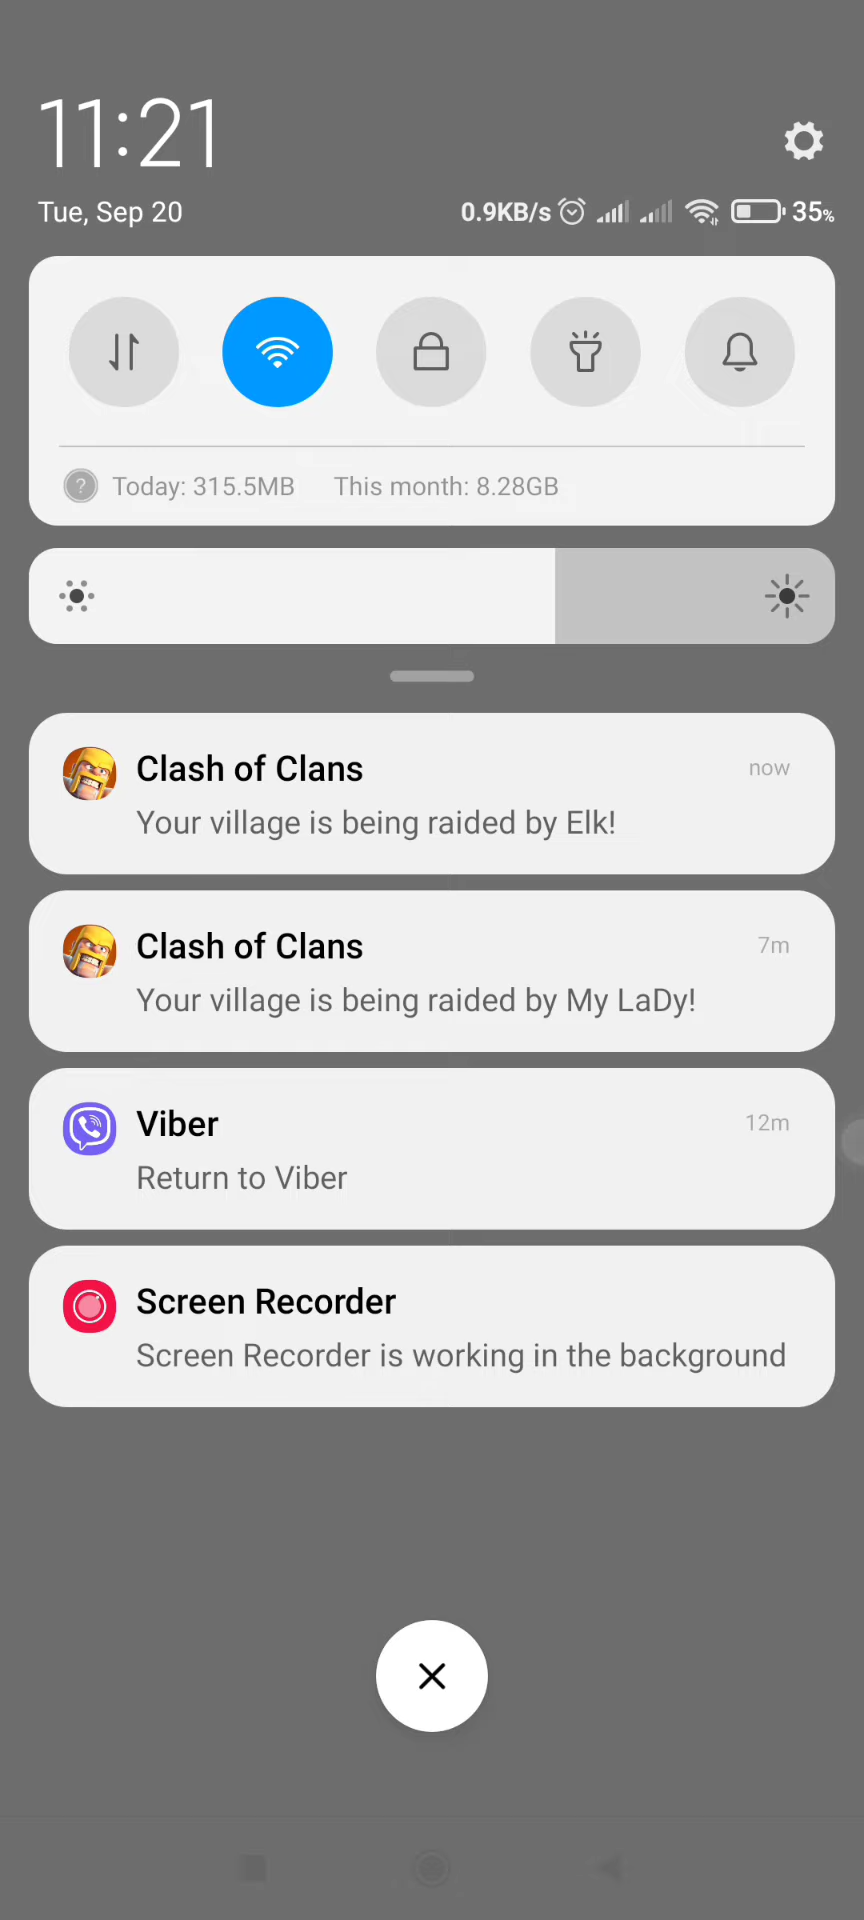 11:21
Tue, Sep 20
0.9KB/s 35%
Today: 315.5MB This month: 8.28GB
Clash of Clans now
Your village is being raided by Elk!
Clash of Clans 7m
Your village is being raided by My LaDy!
Viber 12m
Return to Viber
Screen Recorder
Screen Recorder is working in the background